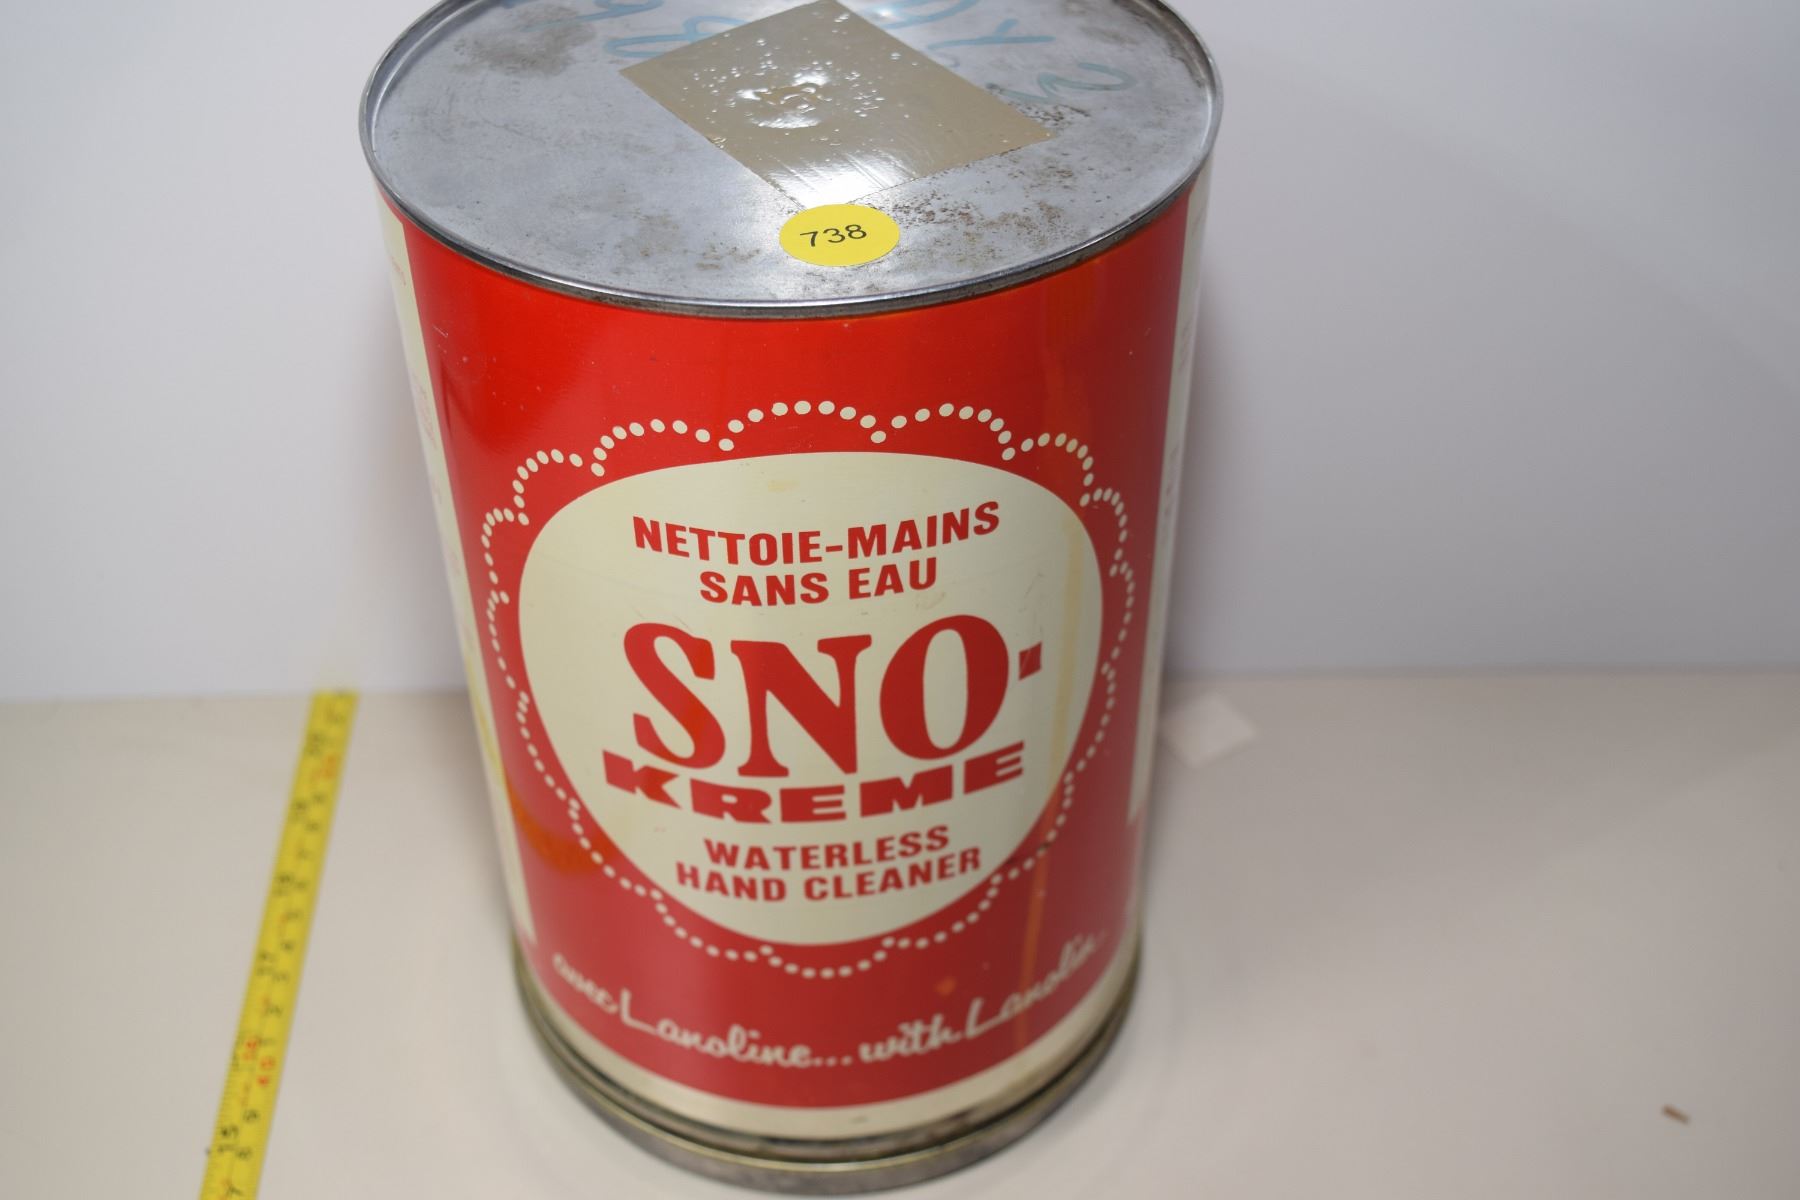 738
NETTOIE-MAINS
SANS EAU
SNO-
KREME
WATERLESS
HAND CLEANER
avec Lanoline... with Lanolin